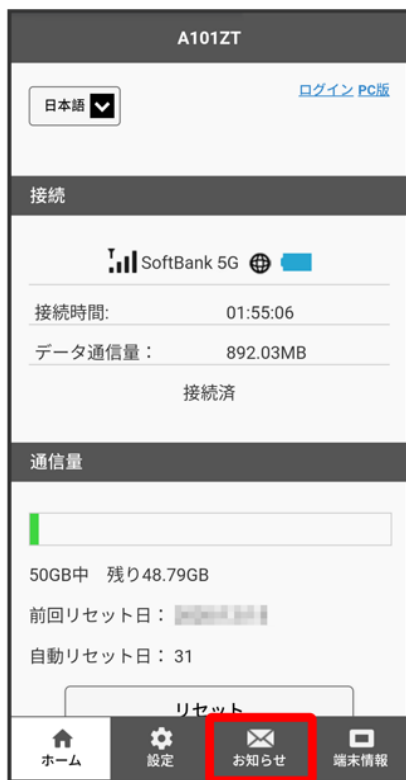 A101ZT
日本語
ログイン PC版
接続
SoftBank 5G
接続時間: 01:55:06
データ通信量： 892.03MB
接続済
通信量
50GB中 残り48.79GB
前回リセット日：
自動リセット日： 31
リセット
ホーム 設定 お知らせ 端末情報